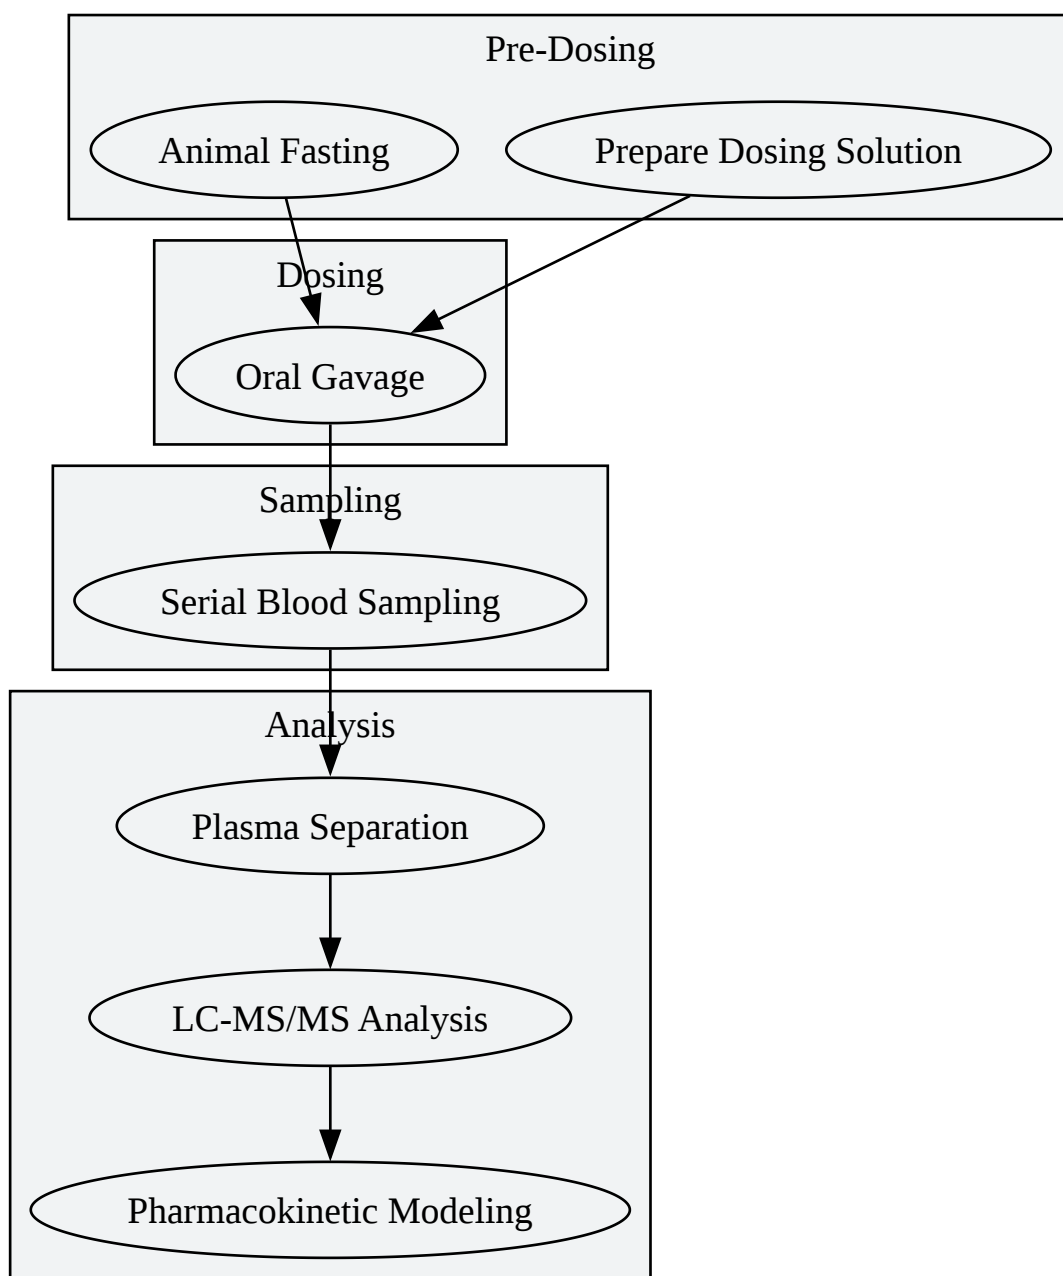 Pre-Dosing
Animal Fasting
Prepare Dosing Solution
Dosing
Oral Gavage
Sampling
Serial Blood Sampling
Analysis
Plasma Separation
LC-MS/MS Analysis
Pharmacokinetic Modeling